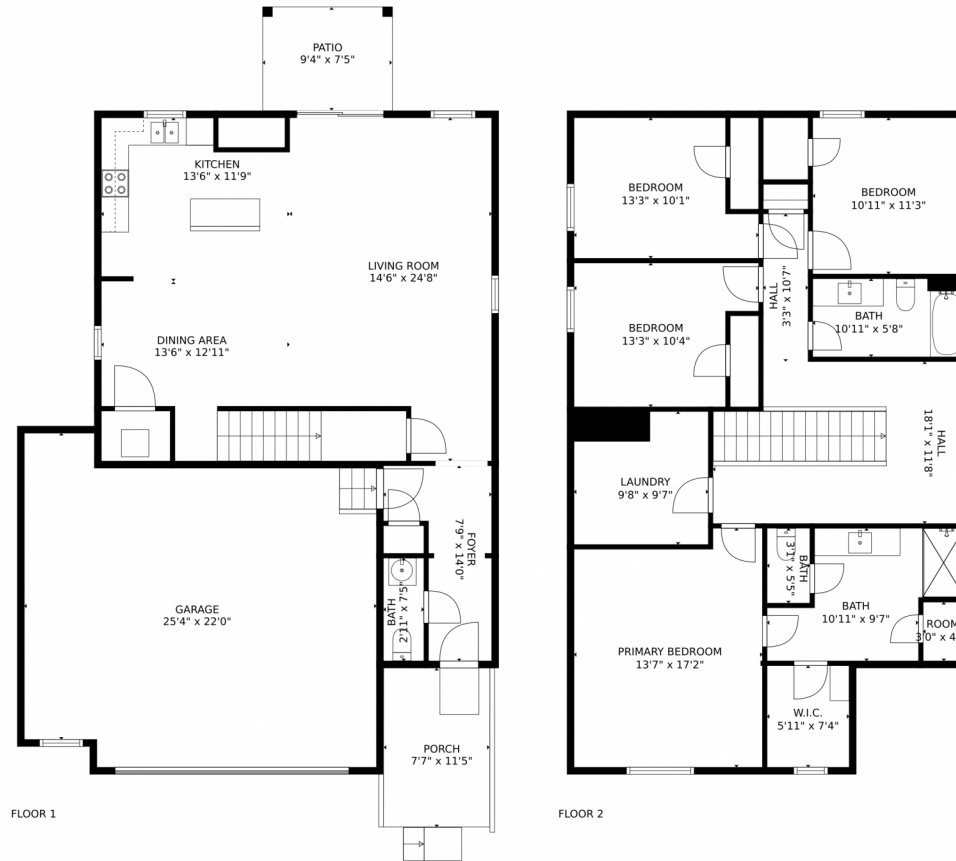 PATIO
9'4" x 7'5"
KITCHEN
13'6" x 11'9"
LIVING ROOM
14'6" x 24'8"
DINING AREA
13'6" x 12'11"
FOYER
7'9" x 14'0"
GARAGE
25'4" x 22'0"
BATH
2'11" x 7'5"
PORCH
7'7" x 11'5"
FLOOR 1
BEDROOM
13'3" x 10'1"
BEDROOM
10'11" x 11'3"
HALL
3'3" x 10'7"
BEDROOM
13'3" x 10'4"
BATH
10'11" x 5'8"
HALL
18'1" x 11'8"
LAUNDRY
9'8" x 9'7"
BATH
3'1" x 5'5"
BATH
10'11" x 9'7"
ROOM
3'0" x 4
PRIMARY BEDROOM
13'7" x 17'2"
W.I.C.
5'11" x 7'4"
FLOOR 2